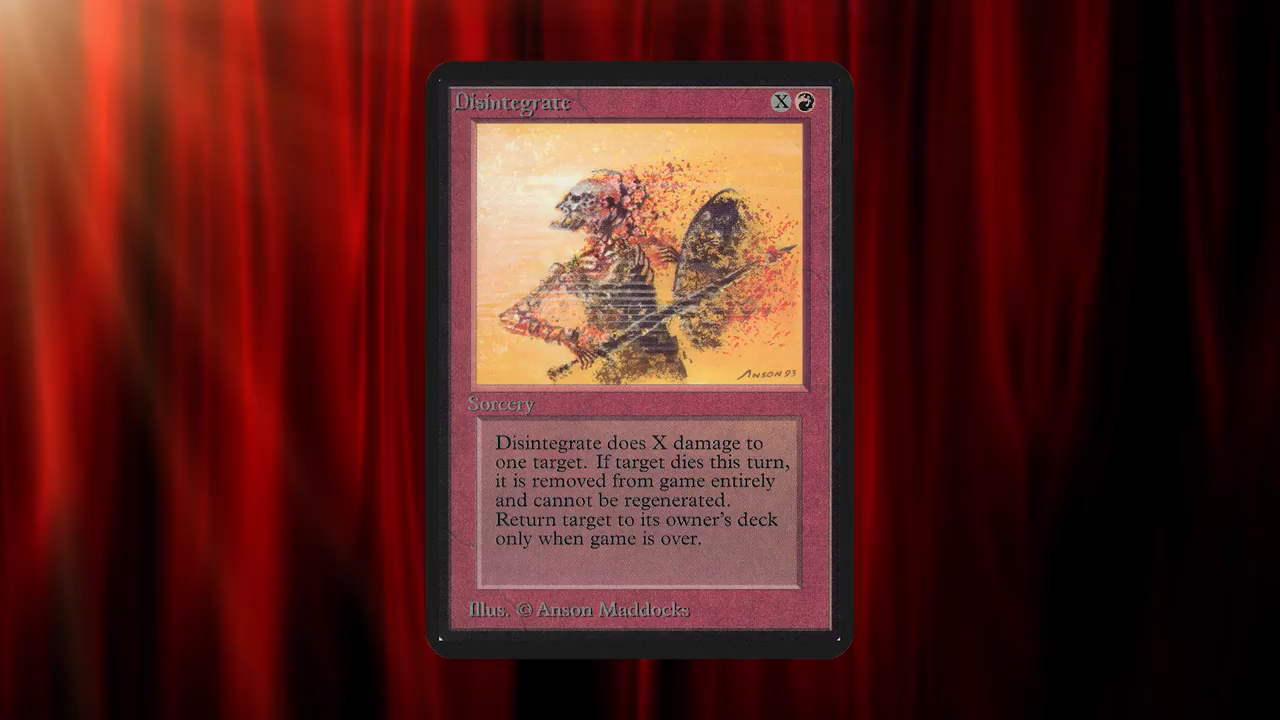 Disintegrate X
ANSON 93
Sorcery
Disintegrate does X damage to
one target. If target dies this turn,
it is removed from game entirely
and cannot be regenerated.
Return target to its owner's deck
only when game is over.
Illus. © Anson Maddocks